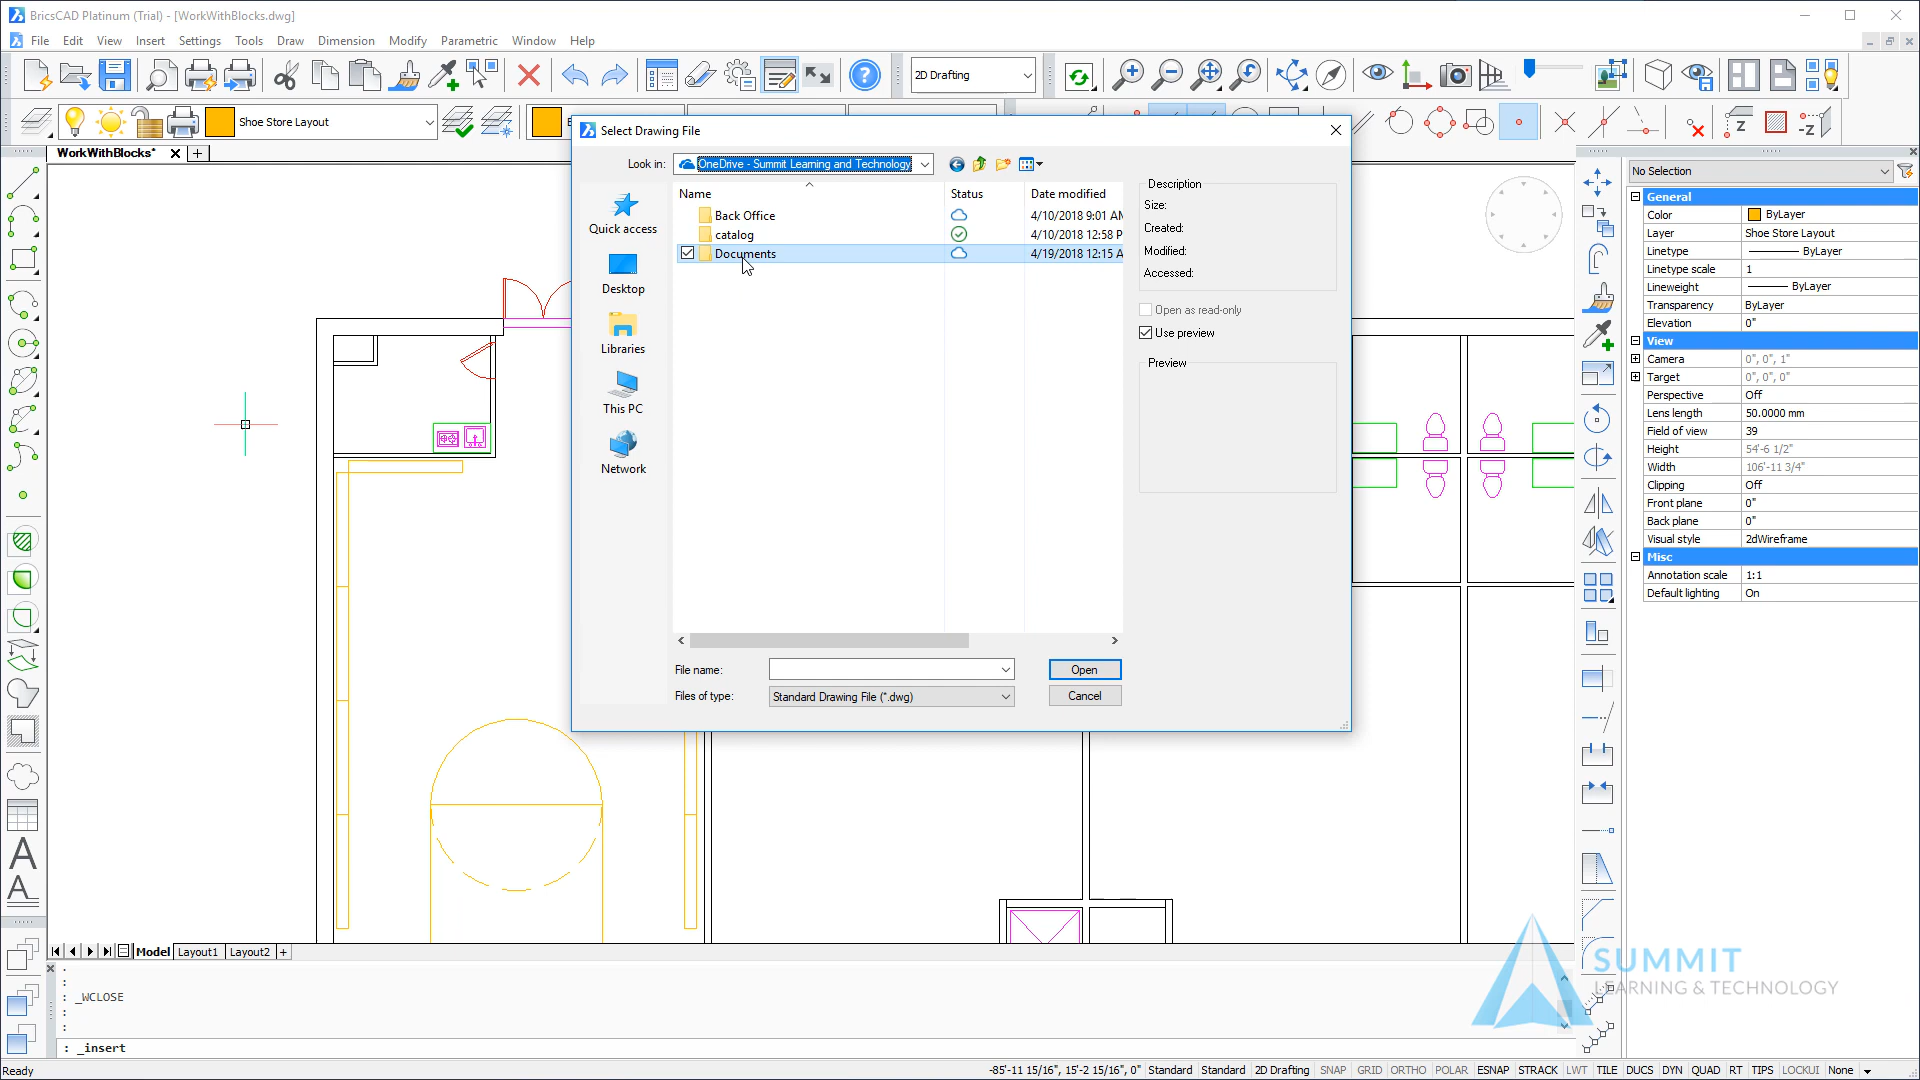 BricsCAD Platinum (Trial) - [WorkWithBlocks.dwg]
File Edit View Insert Settings Tools Draw Dimension Modify Parametric Window Help
2D Drafting
Shoe Store Layout
WorkWithBlocks*
Select Drawing File
Look in: OneDrive - Summit Learning and Technology
Name Status Date modified
Back Office 4/10/2018 9:01 AM
catalog 4/10/2018 12:58 P
Documents 4/19/2018 12:15 A
Quick access
Desktop
Libraries
This PC
Network
Description
Size:
Created:
Modified:
Accessed:
Open as read-only
Use preview
Preview
File name:
Open
Files of type: Standard Drawing File (*.dwg)
Cancel
No Selection
General
Color ByLayer
Layer Shoe Store Layout
Linetype ByLayer
Linetype scale 1
Lineweight ByLayer
Transparency ByLayer
Elevation 0"
View
Camera 0", 0", 1"
Target 0", 0", 0"
Perspective Off
Lens length 50.0000 mm
Field of view 39
Height 54'-6 1/2"
Width 106'-11 3/4"
Clipping Off
Front plane 0"
Back plane 0"
Visual style 2dWireframe
Misc
Annotation scale 1:1
Default lighting On
Model Layout1 Layout2 +
:
:
: _WCLOSE
:
:
: _insert
SUMMIT
LEARNING & TECHNOLOGY
Ready
-85'-11 15/16", 15'-2 15/16", 0" Standard Standard 2D Drafting SNAP GRID ORTHO POLAR ESNAP STRACK LWT TILE DUCS DYN QUAD RT TIPS LOCKUI None